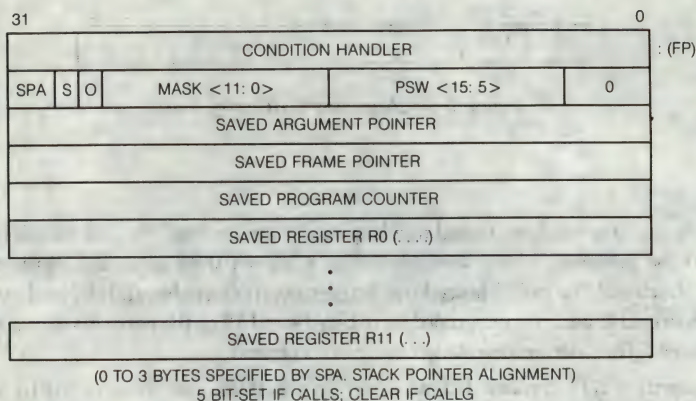 31 0
CONDITION HANDLER : (FP)
SPA S O MASK <11: 0> PSW <15: 5> 0
SAVED ARGUMENT POINTER
SAVED FRAME POINTER
SAVED PROGRAM COUNTER
SAVED REGISTER R0 (. . . .)
SAVED REGISTER R11 (. . .)
(0 TO 3 BYTES SPECIFIED BY SPA. STACK POINTER ALIGNMENT)
5 BIT-SET IF CALLS; CLEAR IF CALLG